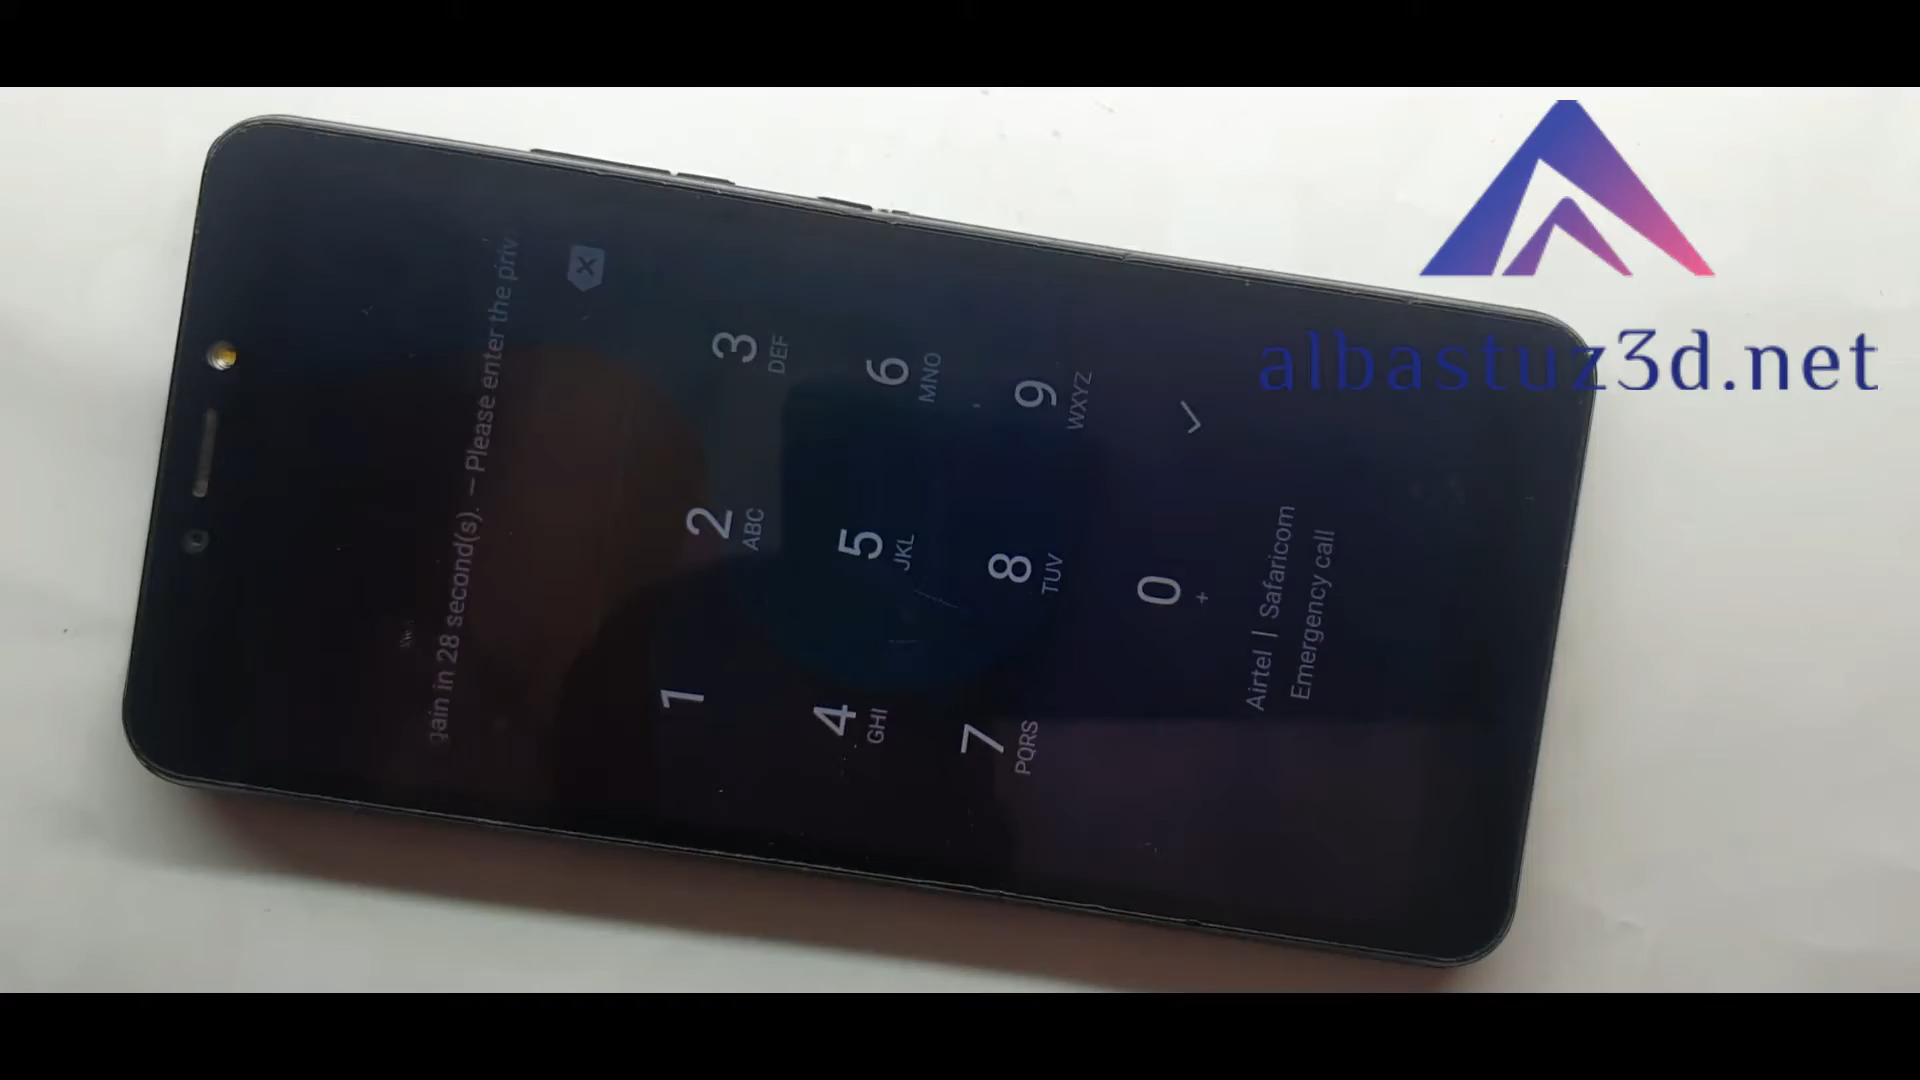 albastuz3d.net
gain in 28 second(s). – Please enter the priv
1
2 ABC
3 DEF
4 GHI
5 JKL
6 MNO
7 PQRS
8 TUV
9 WXYZ
0 +
Airtel | Safaricom
Emergency call